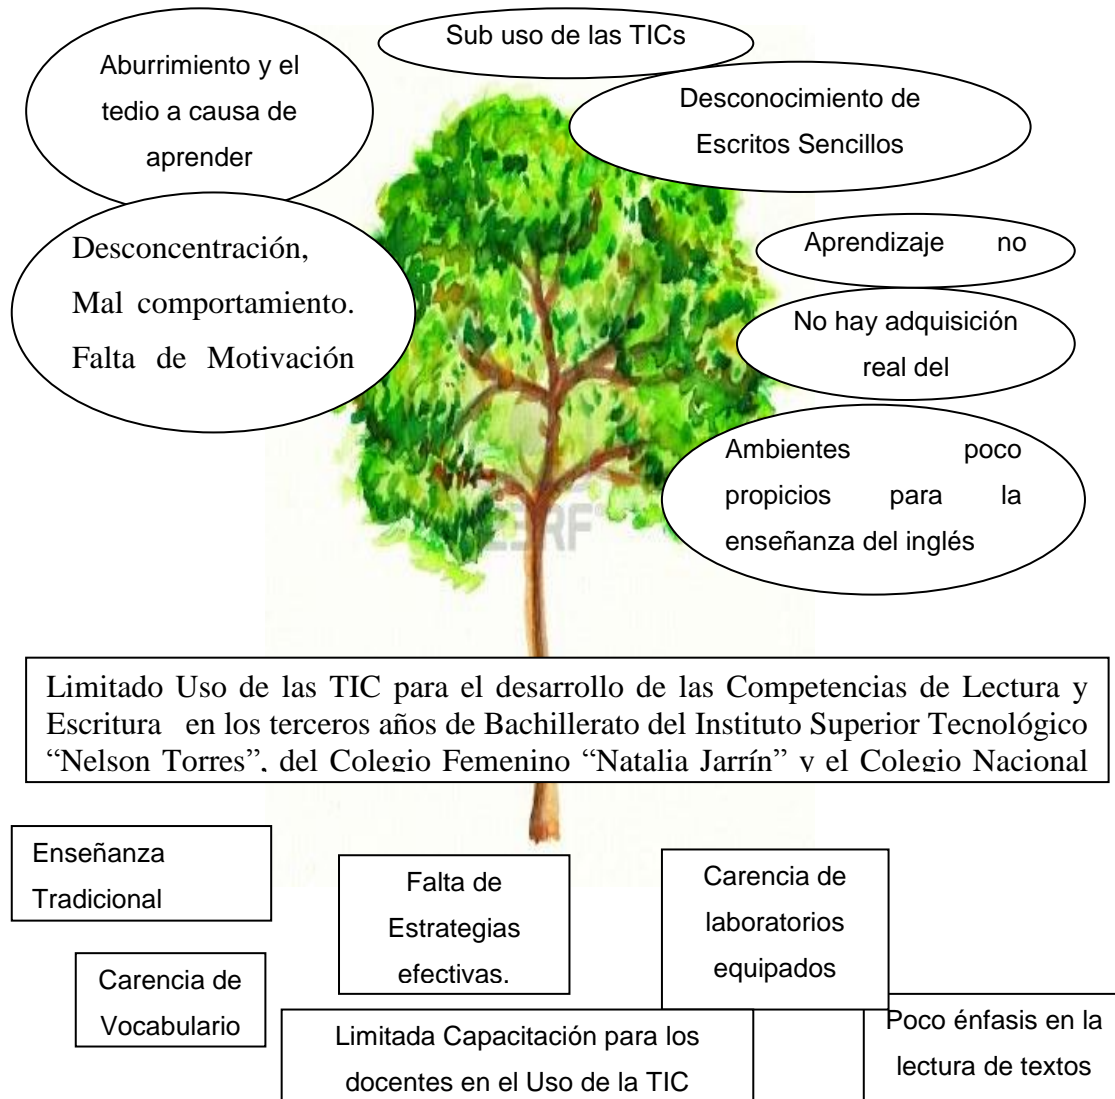 Sub uso de las TICs
Aburrimiento y el
tedio a causa de
aprender
Desconocimiento de
Escritos Sencillos
Desconcentración,
Mal comportamiento.
Falta de Motivación
Aprendizaje no
No hay adquisición
real del
Ambientes poco
propicios para la
enseñanza del inglés
Limitado Uso de las TIC para el desarrollo de las Competencias de Lectura y
Escritura en los terceros años de Bachillerato del Instituto Superior Tecnológico
“Nelson Torres”, del Colegio Femenino “Natalia Jarrín” y el Colegio Nacional
Enseñanza
Tradicional
Falta de
Estrategias
efectivas.
Carencia de
laboratorios
equipados
Carencia de
Vocabulario
Limitada Capacitación para los
docentes en el Uso de la TIC
Poco énfasis en la
lectura de textos